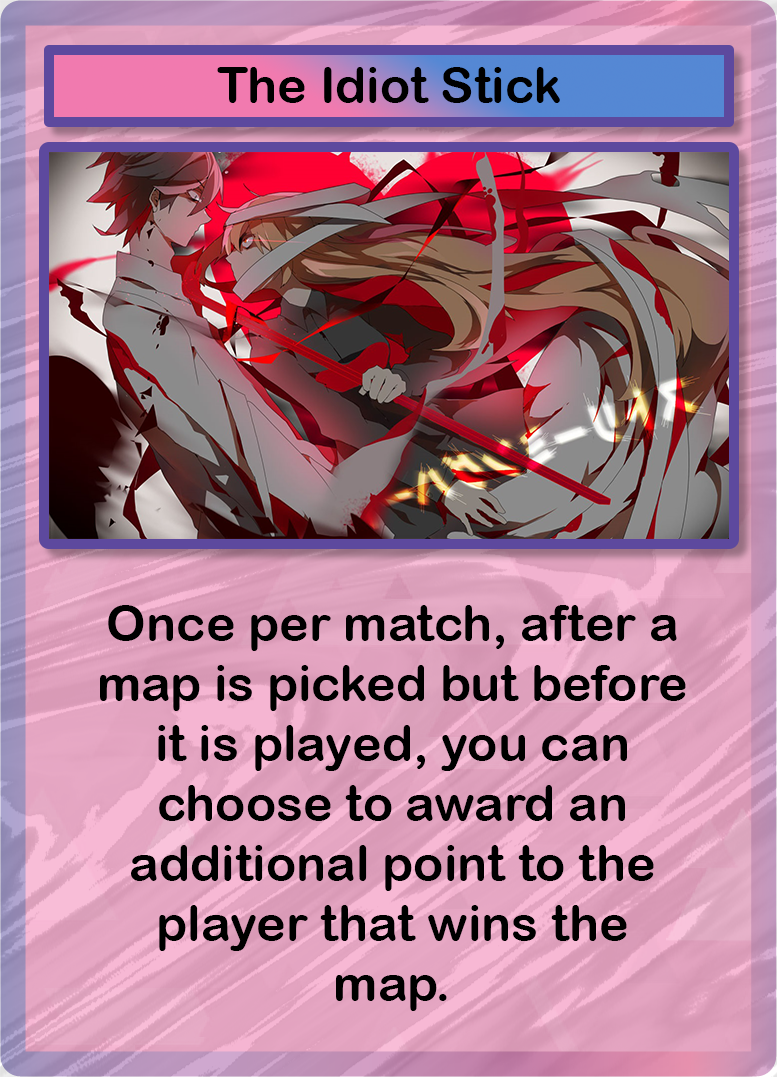 The Idiot Stick
Once per match, after a
map is picked but before
it is played, you can
choose to award an
additional point to the
player that wins the
map.